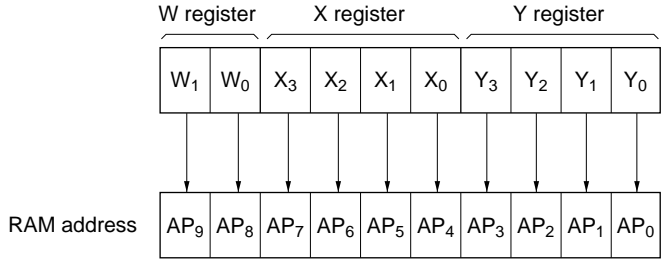 W register X register Y register
W₁ W₀ X₃ X₂ X₁ X₀ Y₃ Y₂ Y₁ Y₀
RAM address AP₉ AP₈ AP₇ AP₆ AP₅ AP₄ AP₃ AP₂ AP₁ AP₀